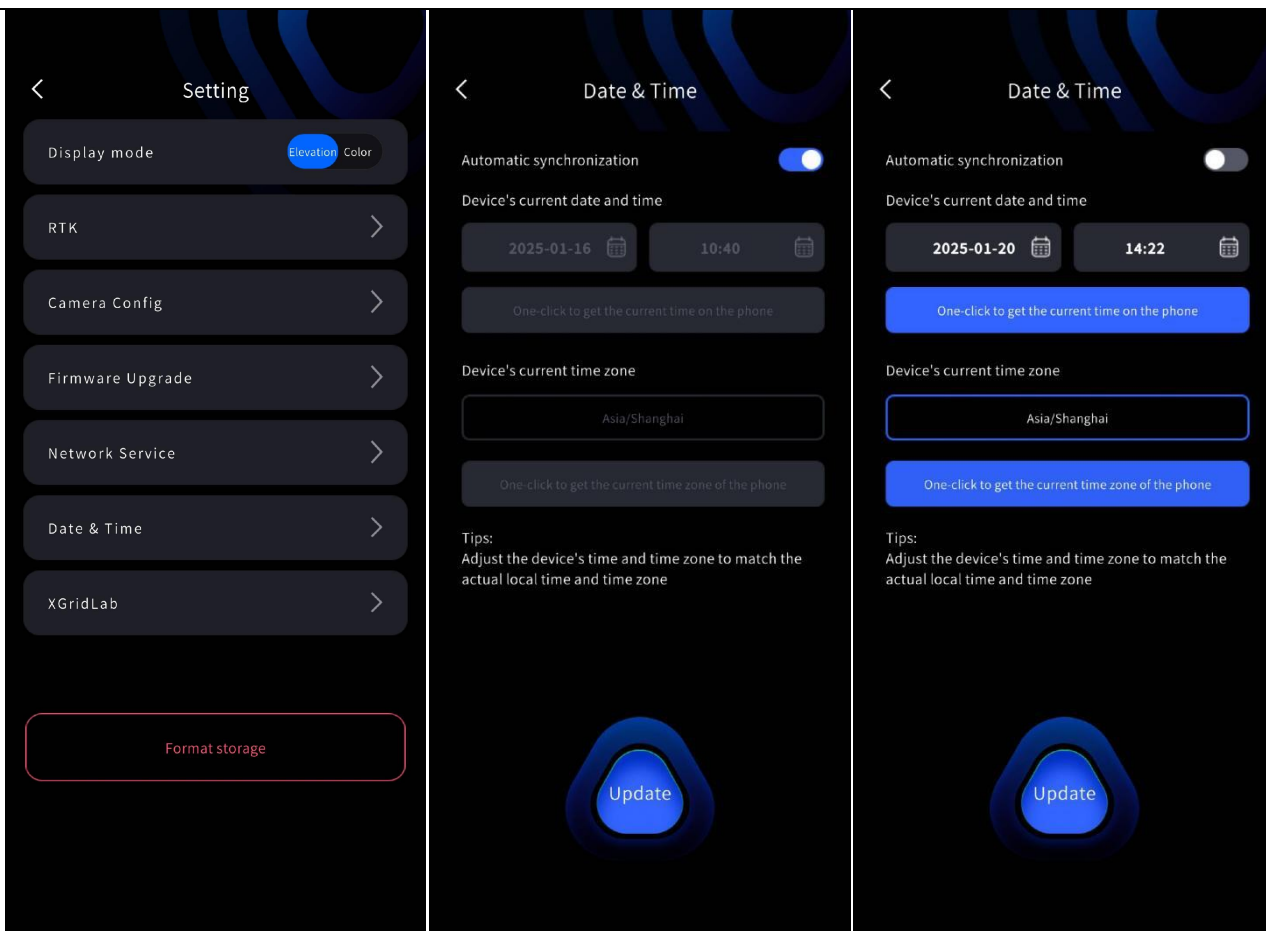 Setting
Display mode
Elevation Color
RTK
Camera Config
Firmware Upgrade
Network Service
Date & Time
XGridLab
Format storage
Date & Time
Automatic synchronization
Device's current date and time
2025-01-16 10:40
One-click to get the current time on the phone
Device's current time zone
Asia/Shanghai
One-click to get the current time zone of the phone
Tips:
Adjust the device's time and time zone to match the
actual local time and time zone
Update
Date & Time
Automatic synchronization
Device's current date and time
2025-01-20 14:22
One-click to get the current time on the phone
Device's current time zone
Asia/Shanghai
One-click to get the current time zone of the phone
Tips:
Adjust the device's time and time zone to match the
actual local time and time zone
Update